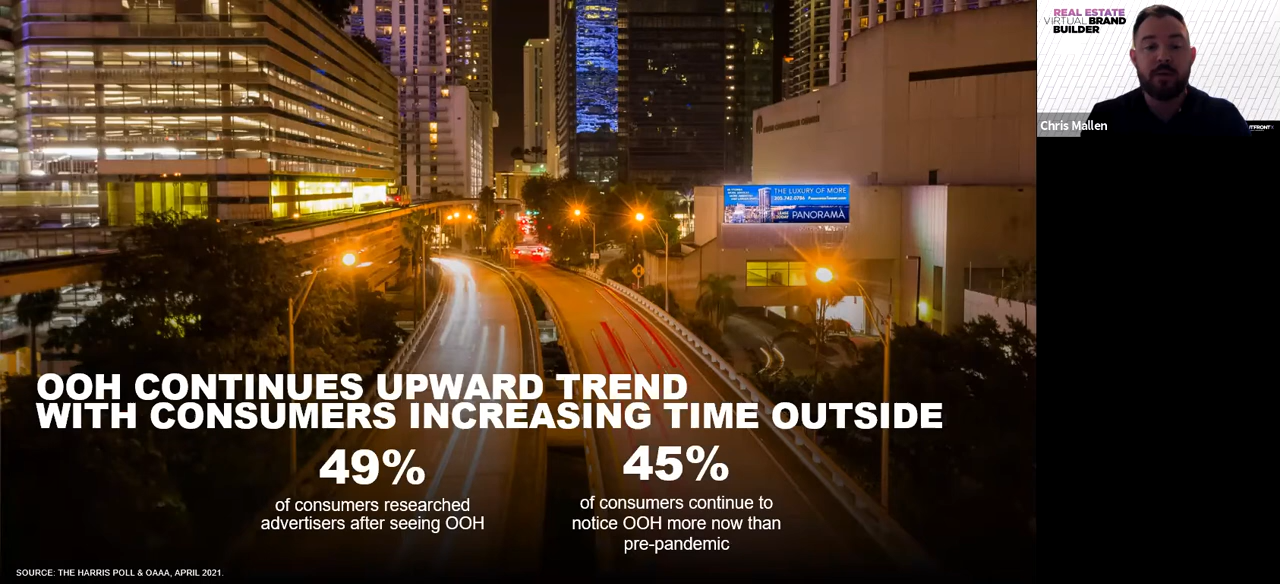 REAL ESTATE
VIRTUAL BRAND
BUILDER
Chris Mallen
THE LUXURY OF MORE
PANORAMA
OOH CONTINUES UPWARD TREND
WITH CONSUMERS INCREASING TIME OUTSIDE
49%
of consumers researched
advertisers after seeing OOH
45%
of consumers continue to
notice OOH more now than
pre-pandemic
SOURCE: THE HARRIS POLL & OAAA, APRIL 2021.